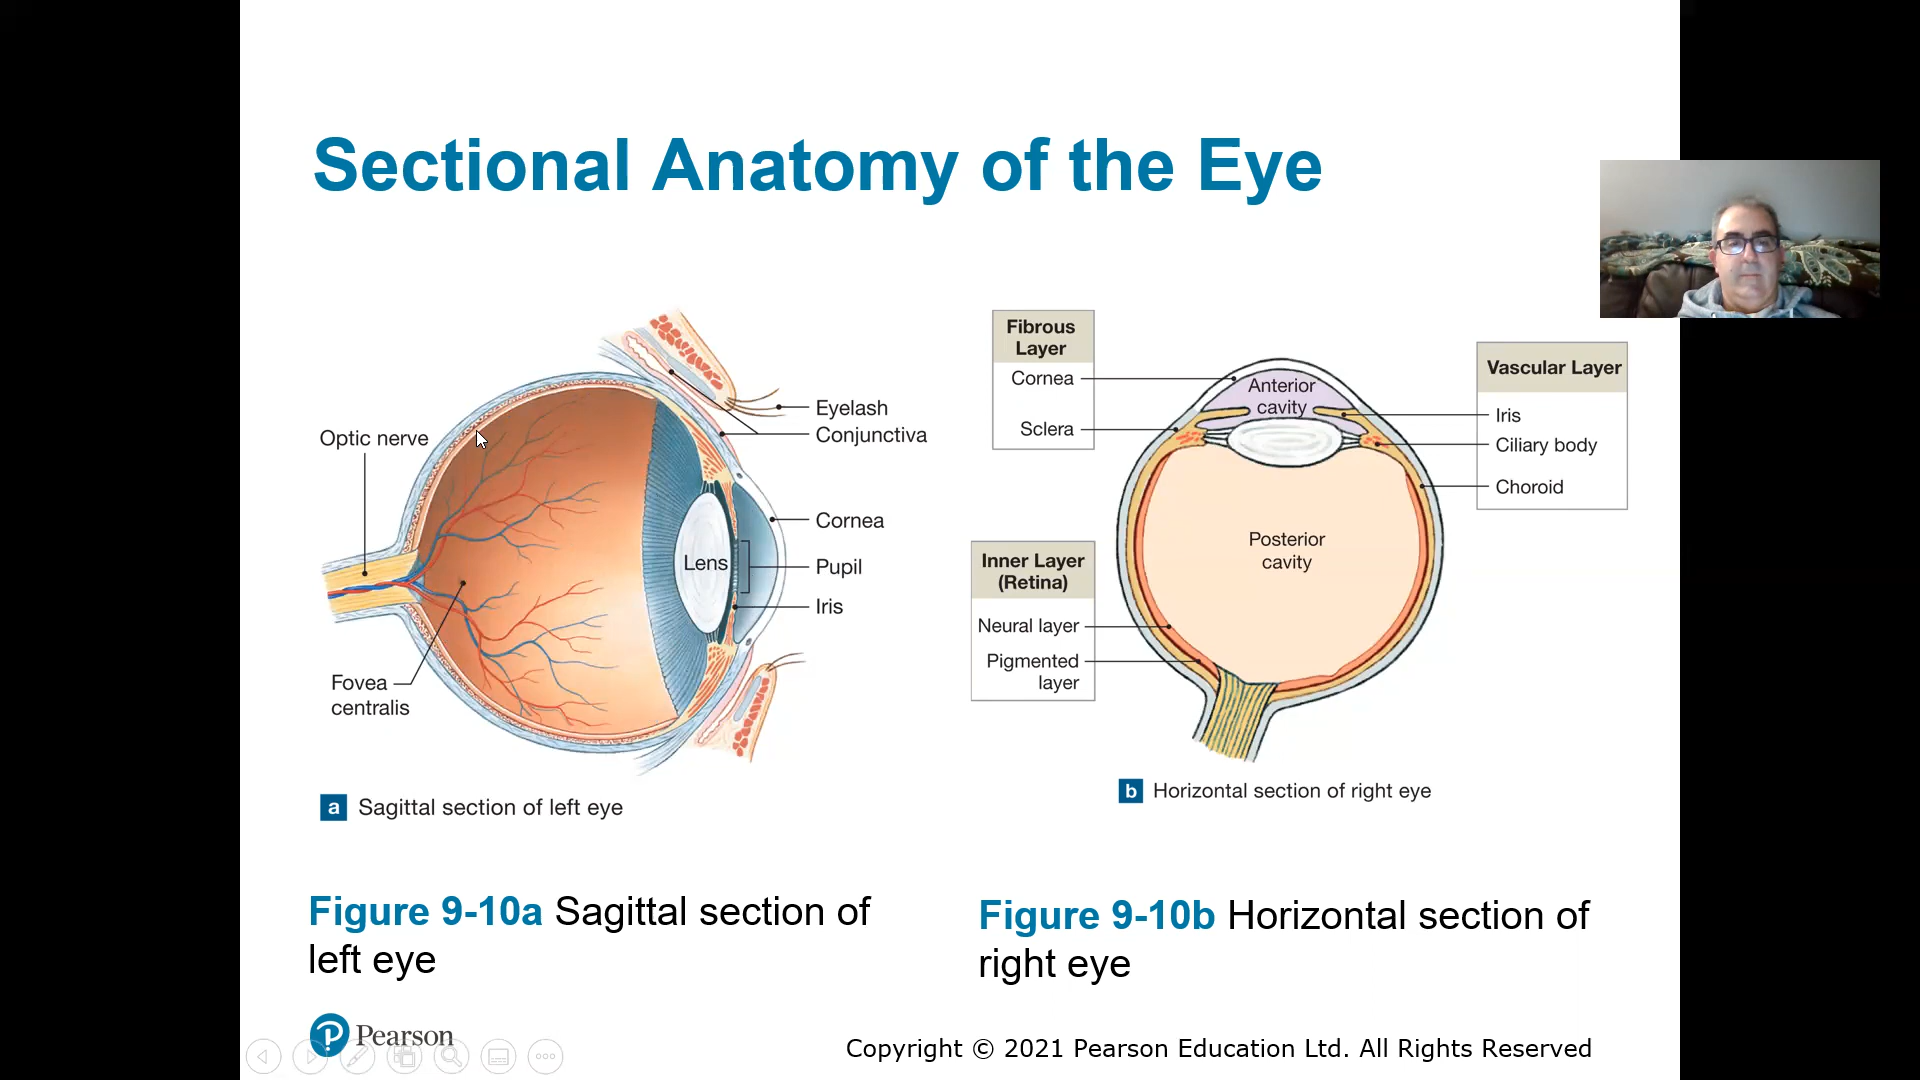 Sectional Anatomy of the Eye
Optic nerve
Eyelash
Conjunctiva
Cornea
Lens
Pupil
Iris
Fovea
centralis
a Sagittal section of left eye
Fibrous
Layer
Cornea
Sclera
Anterior
cavity
Vascular Layer
Iris
Ciliary body
Choroid
Posterior
cavity
Inner Layer
(Retina)
Neural layer
Pigmented
layer
b Horizontal section of right eye
Figure 9-10a Sagittal section of
left eye
Figure 9-10b Horizontal section of
right eye
P Pearson
Copyright © 2021 Pearson Education Ltd. All Rights Reserved